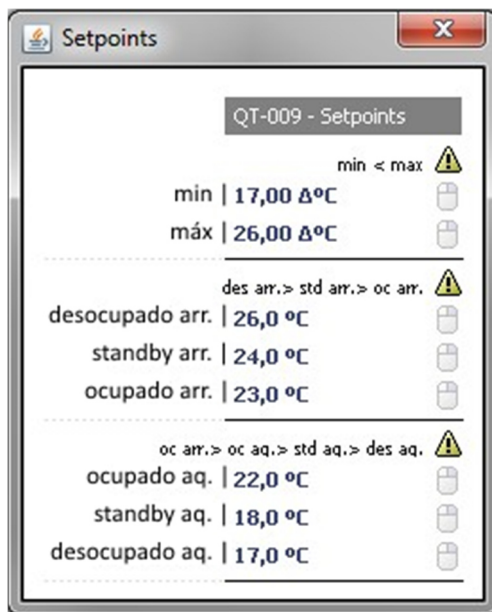 Setpoints
QT-009 - Setpoints
min < max
min | 17,00 ΔºC
máx | 26,00 ΔºC
des arr.> std arr.> oc arr.
desocupado arr. | 26,0 ºC
standby arr. | 24,0 ºC
ocupado arr. | 23,0 ºC
oc arr.> oc aq.> std aq.> des aq.
ocupado aq. | 22,0 ºC
standby aq. | 18,0 ºC
desocupado aq. | 17,0 ºC